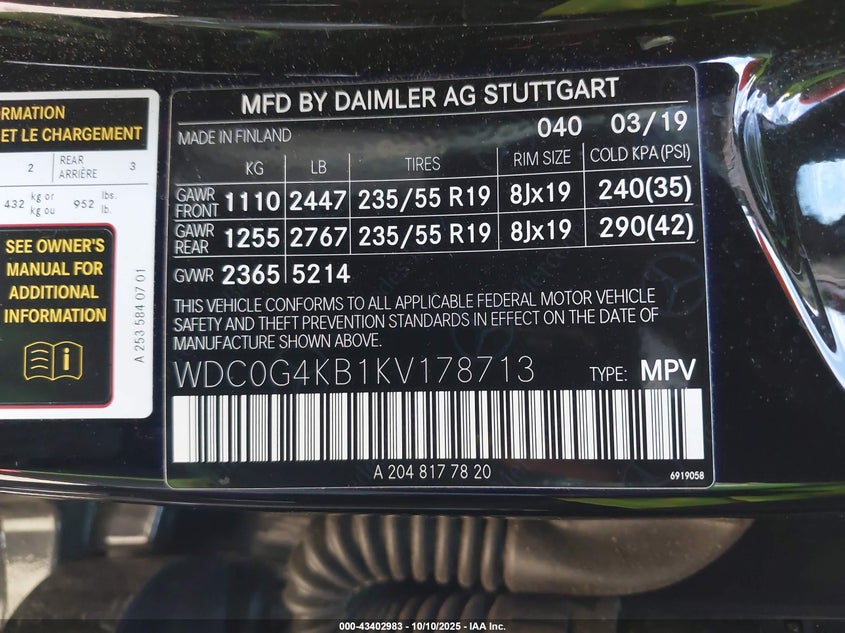 ORMATION
ET LE CHARGEMENT
2 REAR ARRIÈRE 3
432 kg or kg ou 952 lbs. lb.
SEE OWNER'S
MANUAL FOR
ADDITIONAL
INFORMATION
A 253 584 07 01
MFD BY DAIMLER AG STUTTGART
MADE IN FINLAND 040 03/19
KG LB TIRES RIM SIZE COLD KPA(PSI)
GAWR FRONT 1110 2447 235/55 R19 8Jx19 240(35)
GAWR REAR 1255 2767 235/55 R19 8Jx19 290(42)
GVWR 2365 5214
THIS VEHICLE CONFORMS TO ALL APPLICABLE FEDERAL MOTOR VEHICLE
SAFETY AND THEFT PREVENTION STANDARDS IN EFFECT ON THE DATE OF
MANUFACTURE SHOWN ABOVE.
WDC0G4KB1KV178713 TYPE: MPV
A 204 817 78 20
6919058
000-43402983 - 10/10/2025 - IAA Inc.